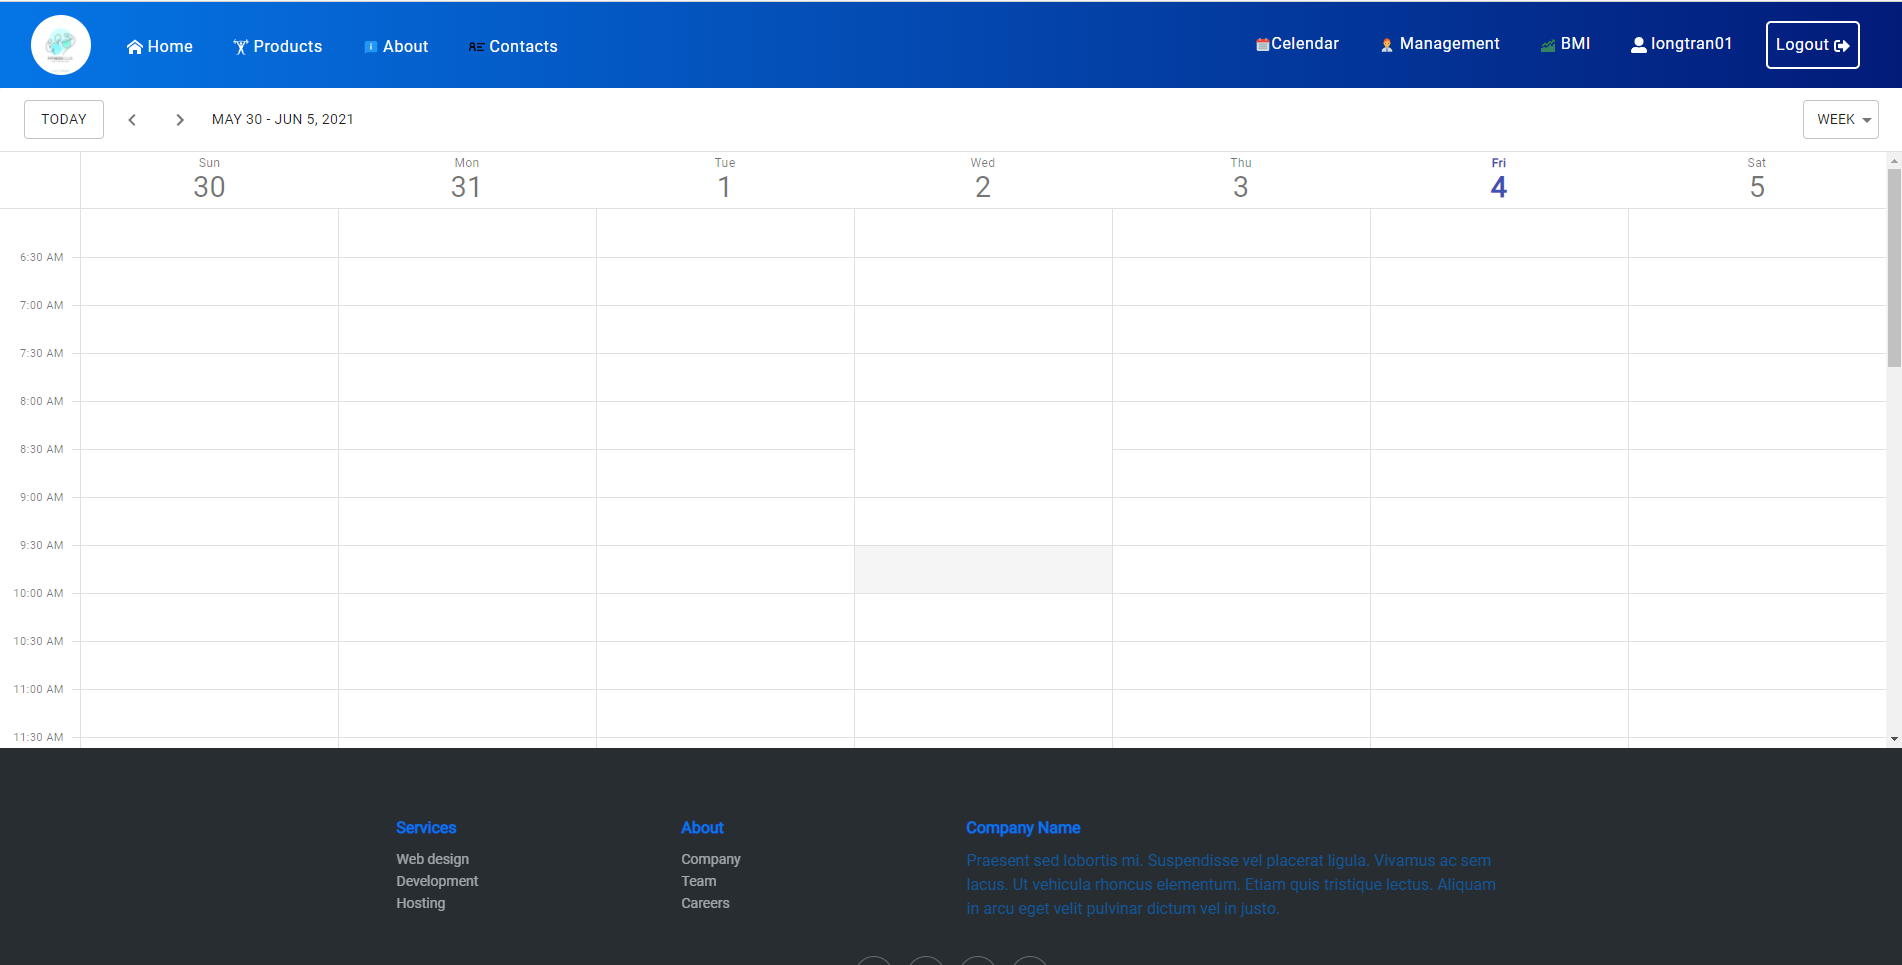 Home Products About Contacts Celendar Management BMI longtran01 Logout
TODAY MAY 30 - JUN 5, 2021 WEEK
Sun Mon Tue Wed Thu Fri Sat
30 31 1 2 3 4 5
6:30 AM
7:00 AM
7:30 AM
8:00 AM
8:30 AM
9:00 AM
9:30 AM
10:00 AM
10:30 AM
11:00 AM
11:30 AM
Services
Web design
Development
Hosting
About
Company
Team
Careers
Company Name
Praesent sed lobortis mi. Suspendisse vel placerat ligula. Vivamus ac sem
lacus. Ut vehicula rhoncus elementum. Etiam quis tristique lectus. Aliquam
in arcu eget velit pulvinar dictum vel in justo.